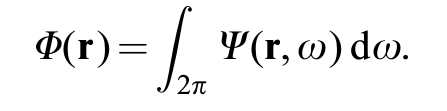 Φ(r) = ∫_{2π} Ψ(r, ω) dω.